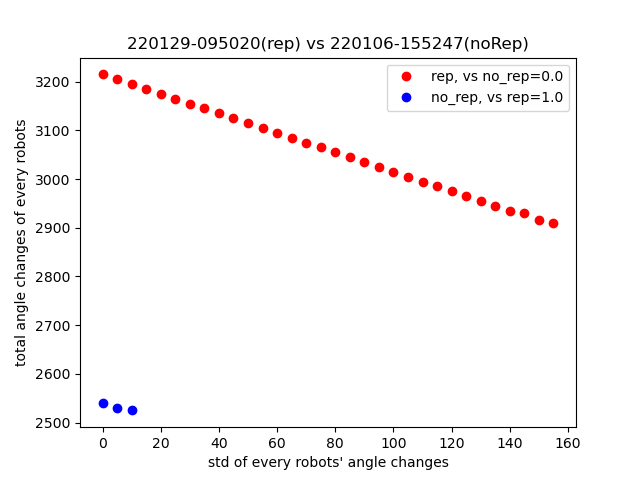 220129-095020(rep) vs 220106-155247(noRep)
rep, vs no_rep=0.0
no_rep, vs rep=1.0
total angle changes of every robots
3200
3100
3000
2900
2800
2700
2600
2500
0 20 40 60 80 100 120 140 160
std of every robots' angle changes